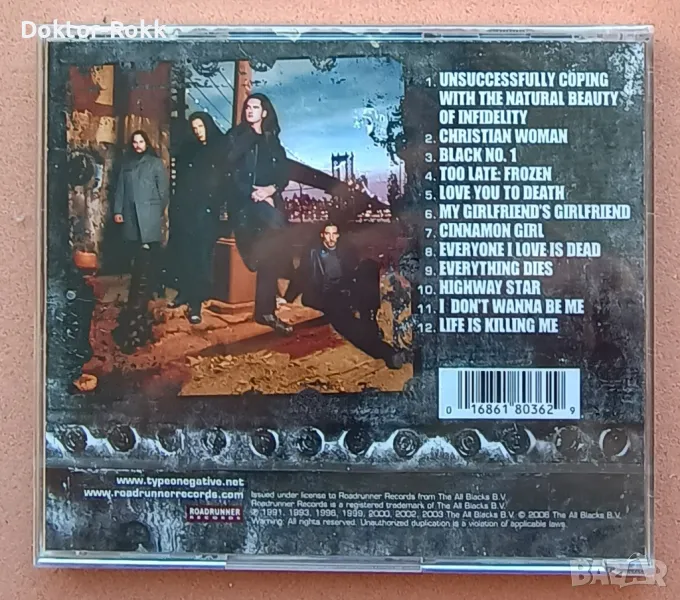 Doktor Rokk
1. UNSUCCESSFULLY COPING
WITH THE NATURAL BEAUTY
OF INFIDELITY
2. CHRISTIAN WOMAN
3. BLACK NO. 1
4. TOO LATE: FROZEN
5. LOVE YOU TO DEATH
6. MY GIRLFRIEND'S GIRLFRIEND
7. CINNAMON GIRL
8. EVERYONE I LOVE IS DEAD
9. EVERYTHING DIES
10. HIGHWAY STAR
11. I DON'T WANNA BE ME
12. LIFE IS KILLING ME
0 16861 80362 9
www.typeonegative.net
www.roadrunnerrecords.com
ROADRUNNER
RECORDS
Issued under license to Roadrunner Records from The All Blacks B.V.
Roadrunner Records is a registered trademark of The All Blacks B.V.
℗ 1991, 1993, 1996, 1999, 2000, 2002, 2003 The All Blacks B.V. © 2006 The All Blacks B.V.
Warning: All rights reserved. Unauthorized duplication is a violation of applicable laws.
BAZAR